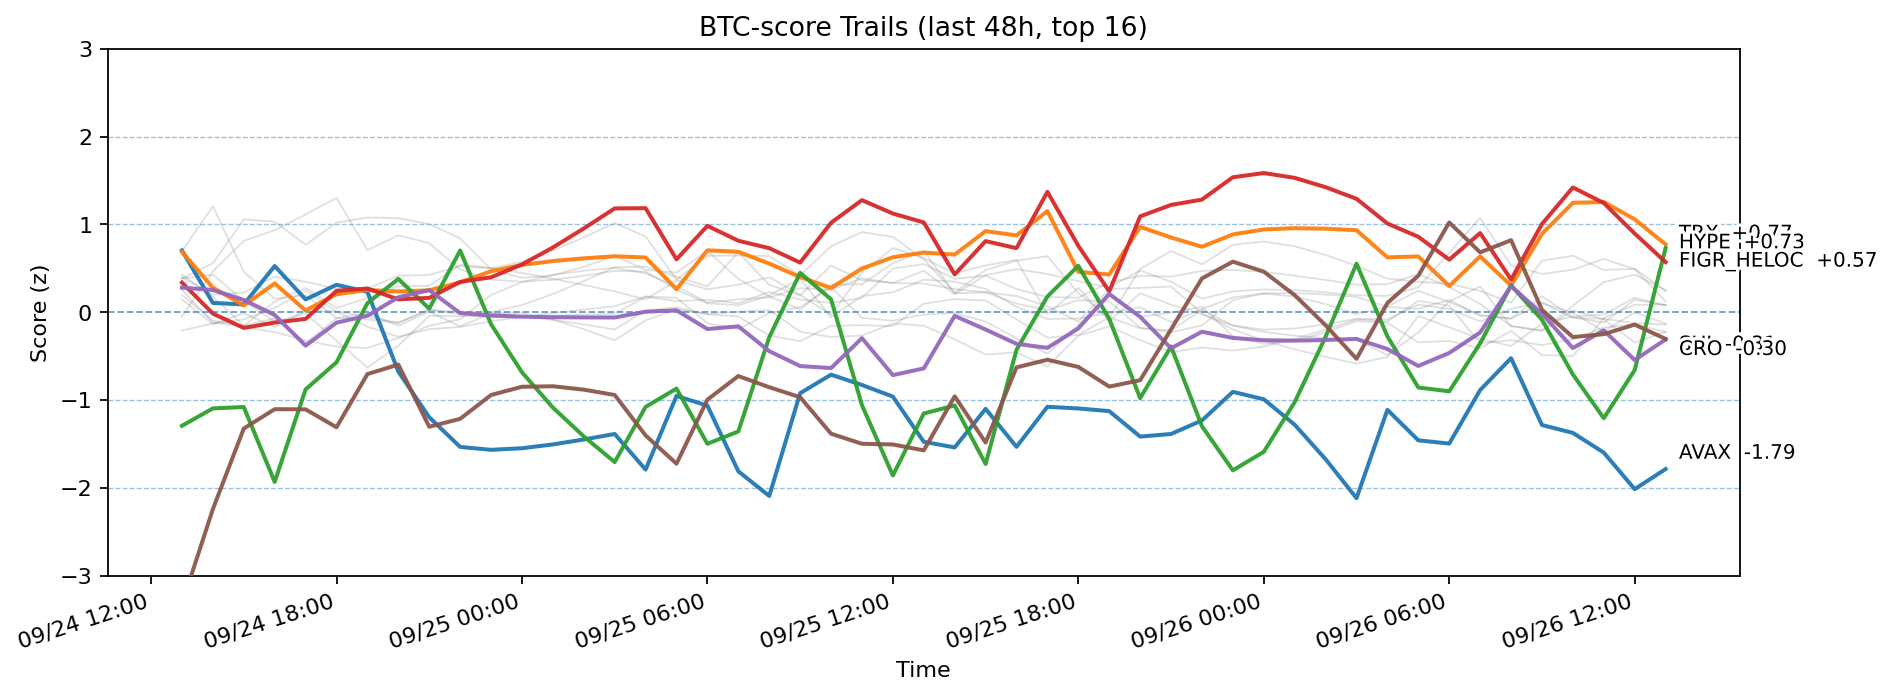 BTC-score Trails (last 48h, top 16)
Score (z)
3
2
1
0
−1
−2
−3
TRX +0.77
HYPE +0.73
FIGR_HELOC +0.57
CRO -0.30
AVAX -1.79
09/24 12:00
09/24 18:00
09/25 00:00
09/25 06:00
09/25 12:00
09/25 18:00
09/26 00:00
09/26 06:00
09/26 12:00
Time